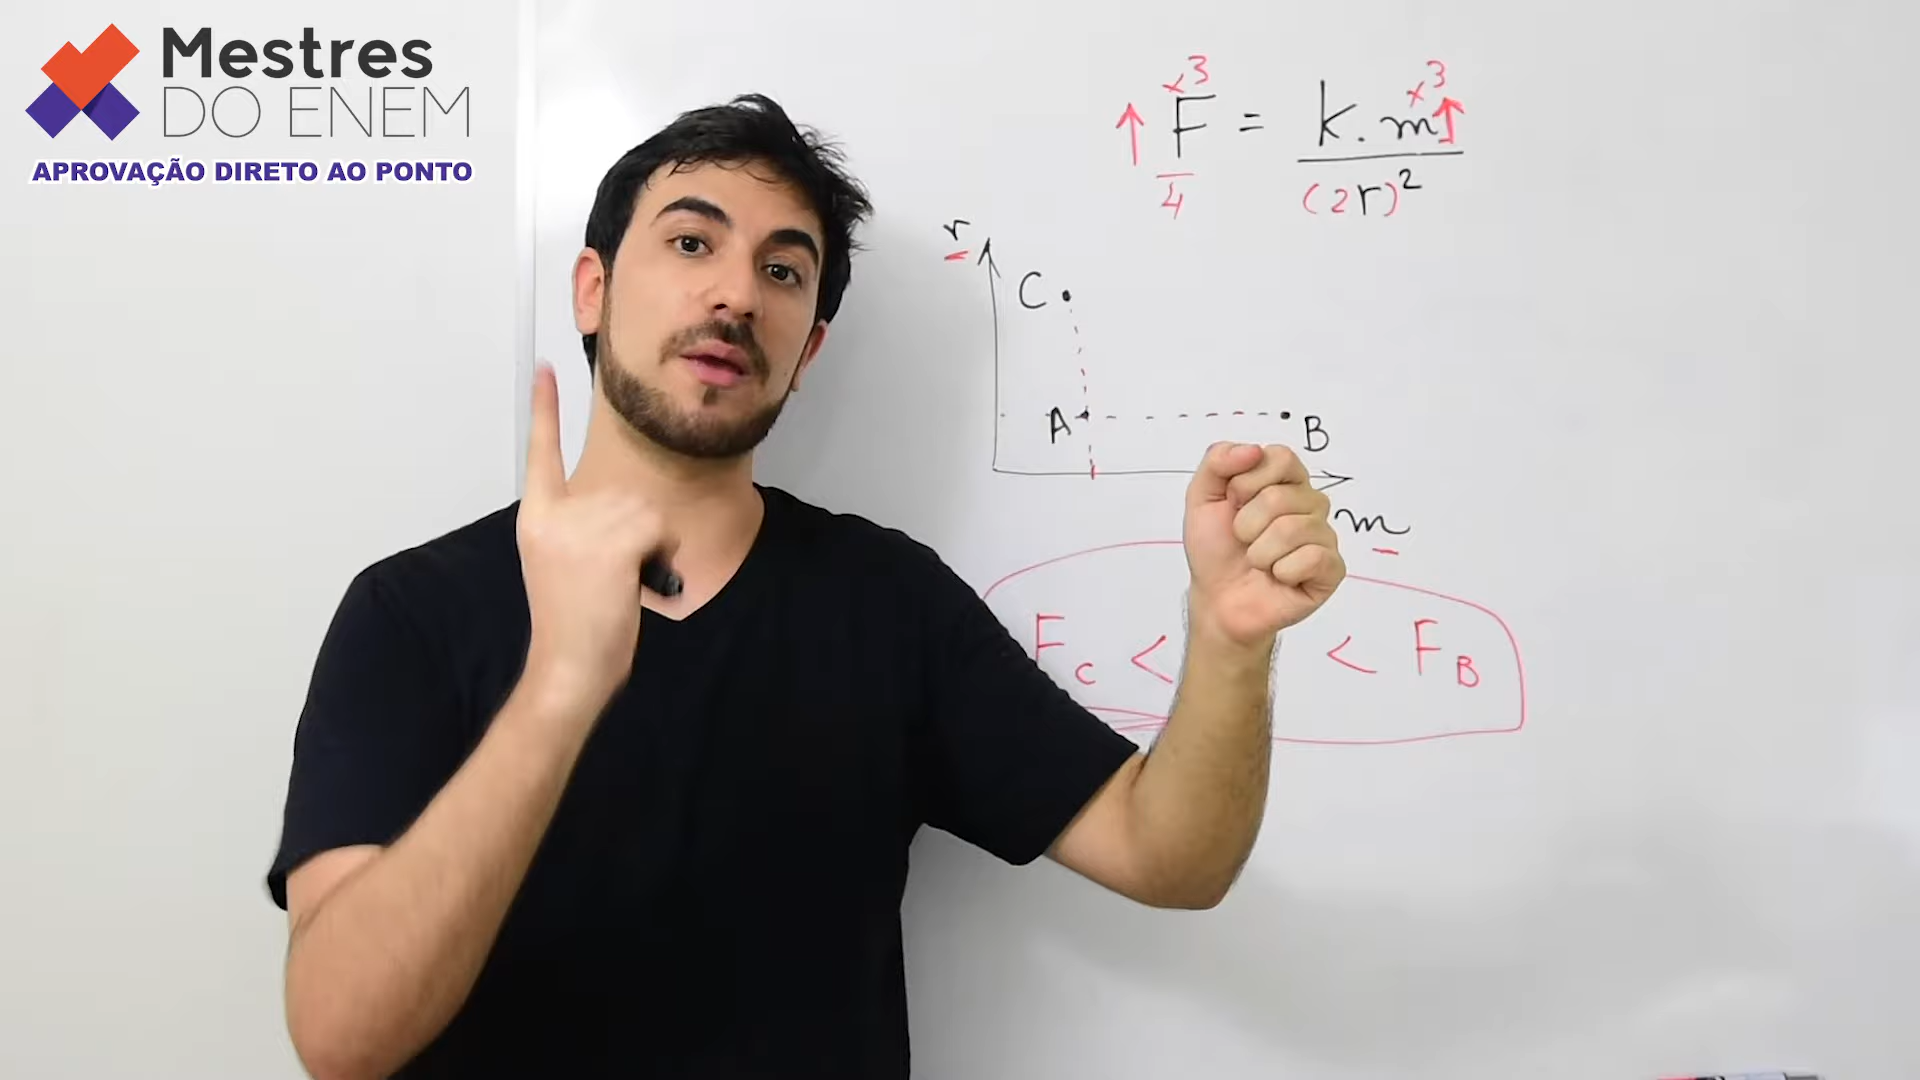 Mestres
DO ENEM
APROVAÇÃO DIRETO AO PONTO
x3 x3
↑ F = k.m↑
4 (2r)²
r
C
A
B
m
Fc < < FB